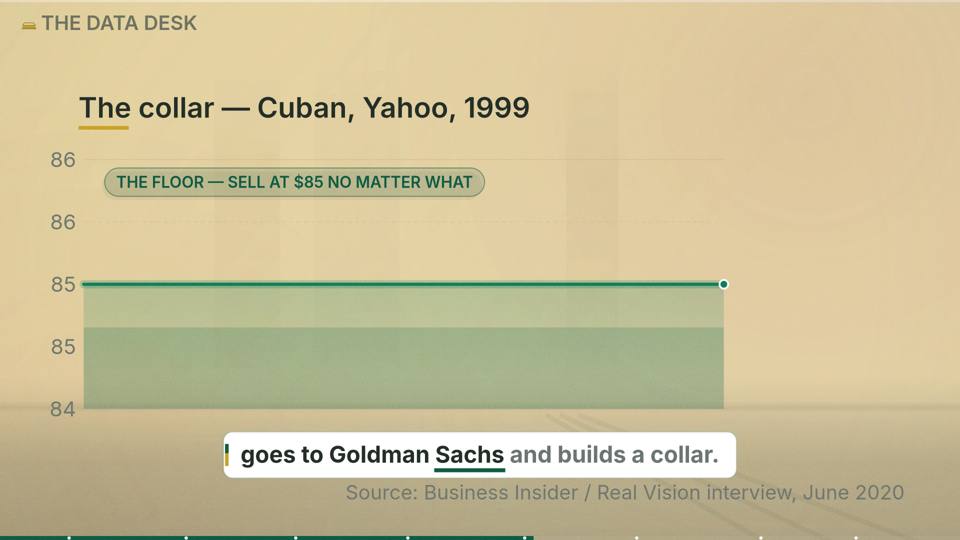 THE DATA DESK
The collar — Cuban, Yahoo, 1999
86
THE FLOOR — SELL AT $85 NO MATTER WHAT
86
85
85
84
goes to Goldman Sachs and builds a collar.
Source: Business Insider / Real Vision interview, June 2020